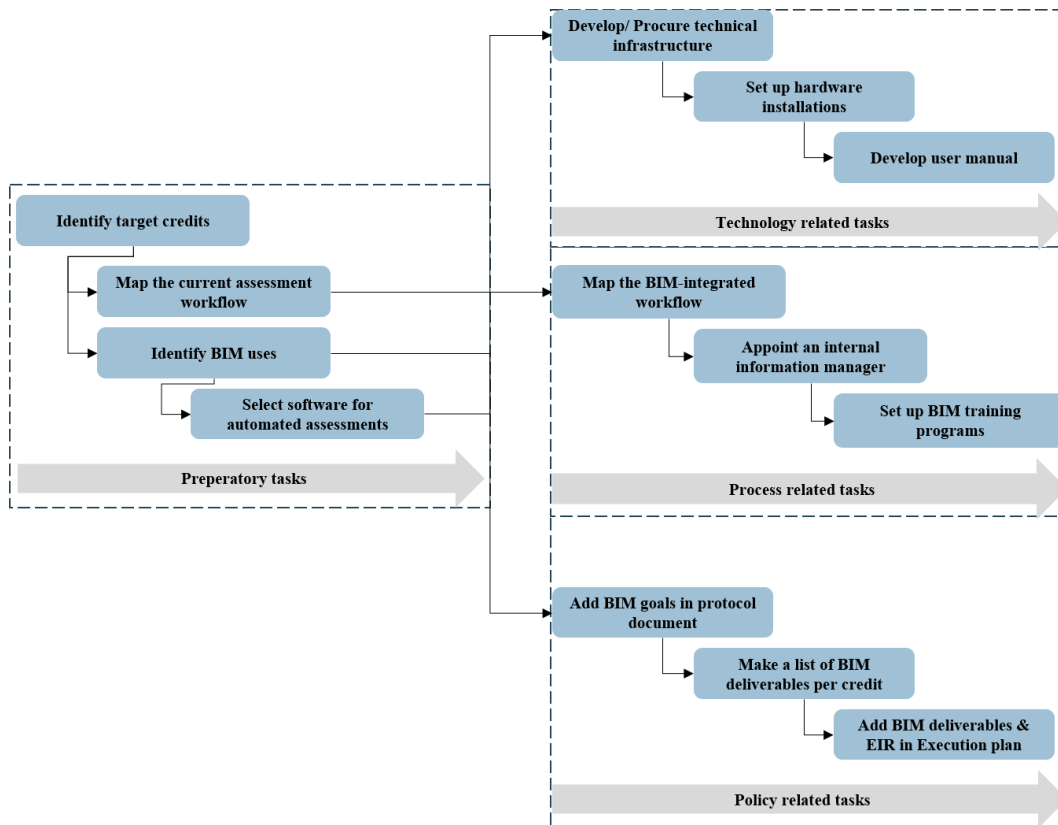 Identify target credits
Map the current assessment
workflow
Identify BIM uses
Select software for
automated assessments
Preperatory tasks
Develop/ Procure technical
infrastructure
Set up hardware
installations
Develop user manual
Technology related tasks
Map the BIM-integrated
workflow
Appoint an internal
information manager
Set up BIM training
programs
Process related tasks
Add BIM goals in protocol
document
Make a list of BIM
deliverables per credit
Add BIM deliverables &
EIR in Execution plan
Policy related tasks